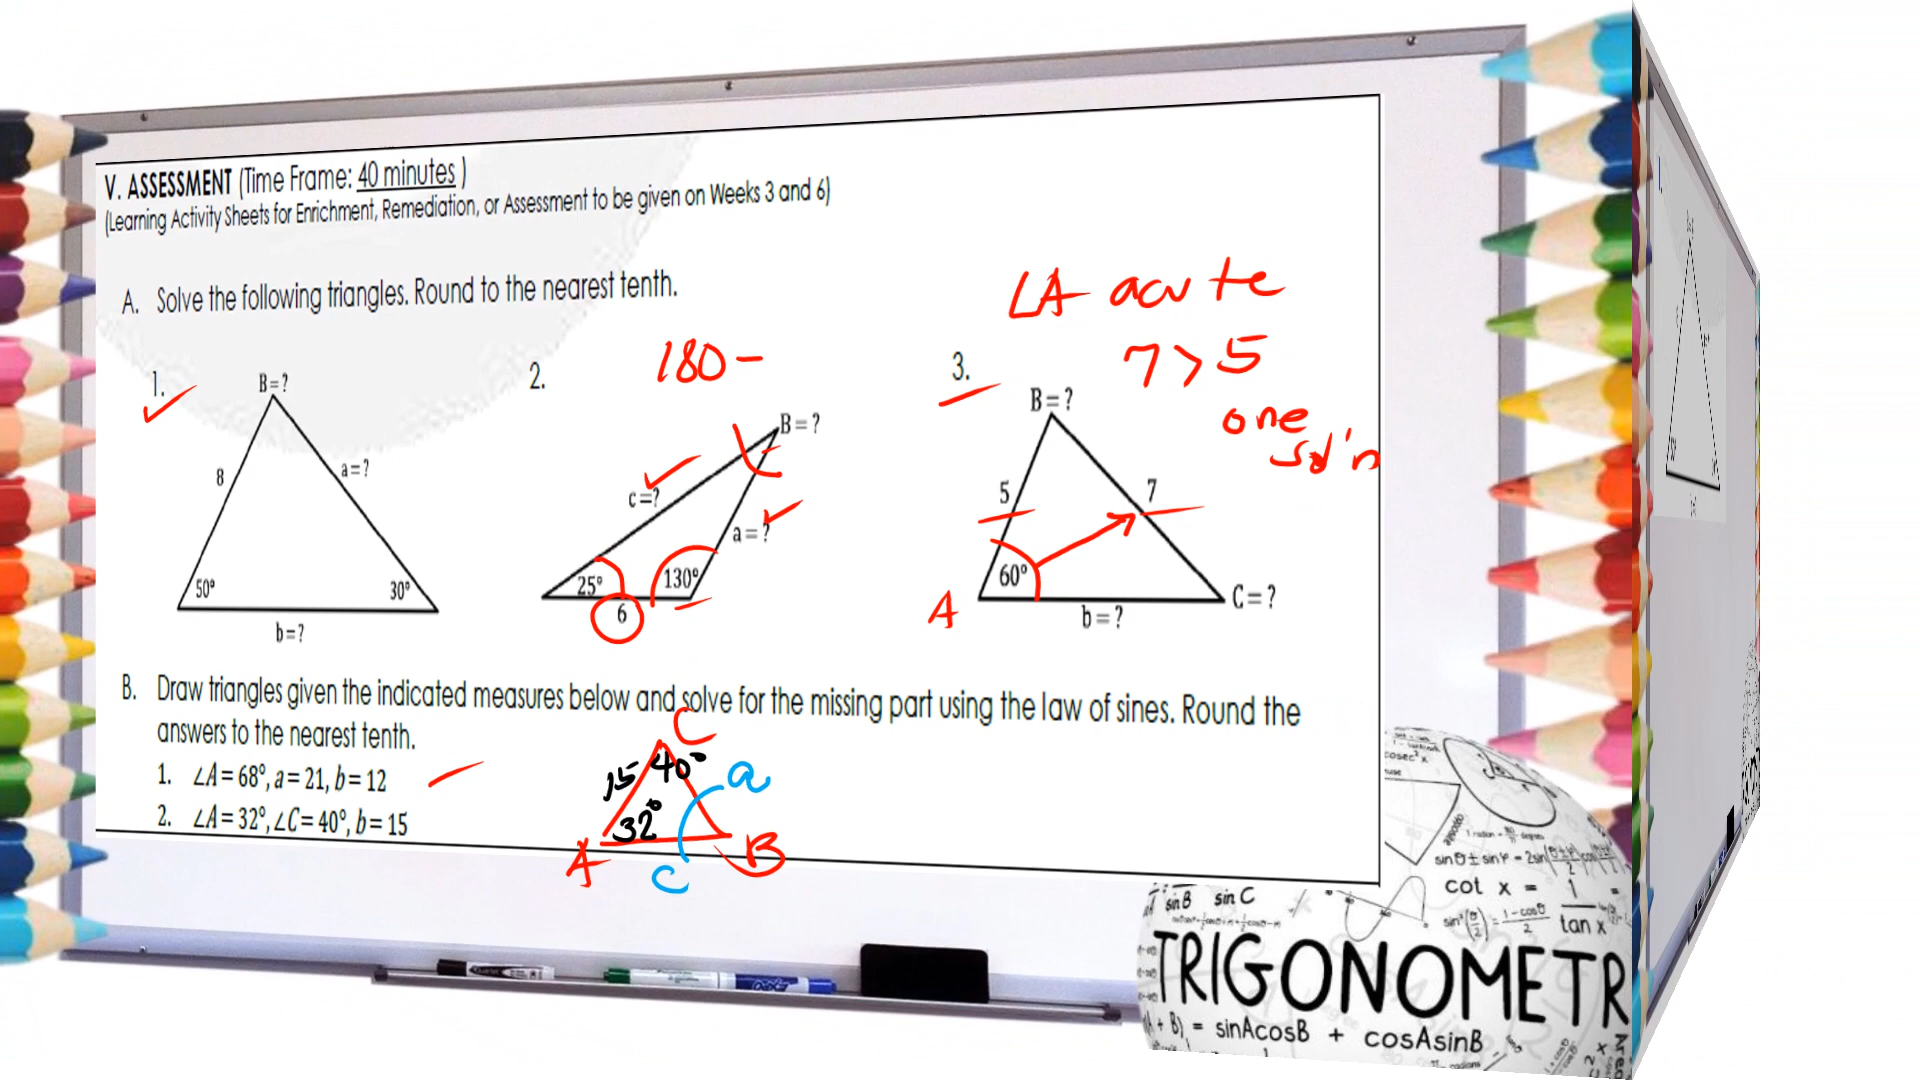 V. ASSESSMENT (Time Frame: 40 minutes )
(Learning Activity Sheets for Enrichment, Remediation, or Assessment to be given on Weeks 3 and 6)
A. Solve the following triangles. Round to the nearest tenth.
∠A acute
7 > 5
one
sol'n
180 -
1.
B = ?
8
a = ?
50°
30°
b = ?
2.
B = ?
c = ?
a = ?
25°
130°
6
3.
B = ?
5
7
60°
A
b = ?
C = ?
B. Draw triangles given the indicated measures below and solve for the missing part using the law of sines. Round the
answers to the nearest tenth.
1. ∠A = 68°, a = 21, b = 12
2. ∠A = 32°, ∠C = 40°, b = 15
C
15
40°
a
32°
A
B
c
sin B sin C
cosec² x
opposite
sin θ ± sin
cot x =
1
tan x
TRIGONOMETR
+ B) = sinAcosB + cosAsinB